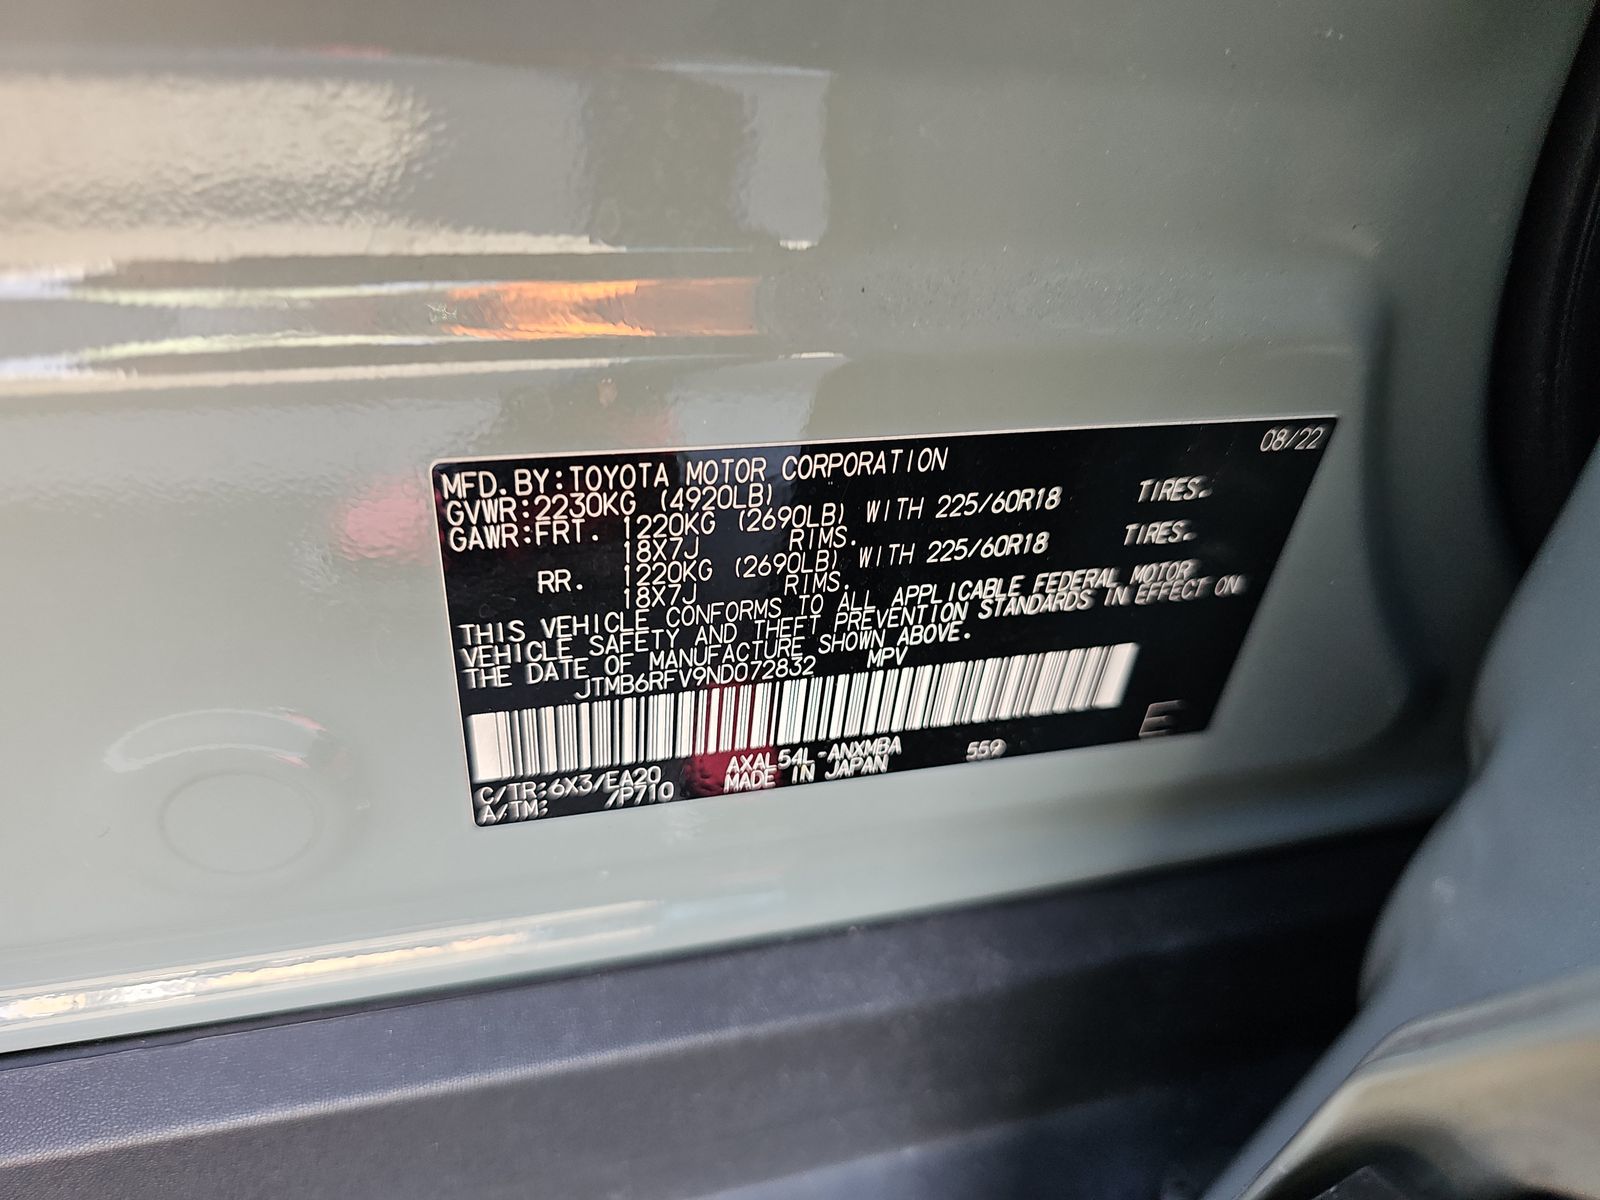 08/22
MFD. BY: TOYOTA MOTOR CORPORATION
GVWR: 2230KG (4920LB)
GAWR: FRT. 1220KG (2690LB) WITH 225/60R18 TIRES.
18X7J RIMS.
RR. 1220KG (2690LB) WITH 225/60R18 TIRES.
18X7J RIMS.
THIS VEHICLE CONFORMS TO ALL APPLICABLE FEDERAL MOTOR
VEHICLE SAFETY AND THEFT PREVENTION STANDARDS IN EFFECT ON
THE DATE OF MANUFACTURE SHOWN ABOVE.
JTMB6RFV9ND072832 MPV
C/TR: 6X3/EA20 AXAL54L-ANXMBA 559 E
A/TM: /P710 MADE IN JAPAN